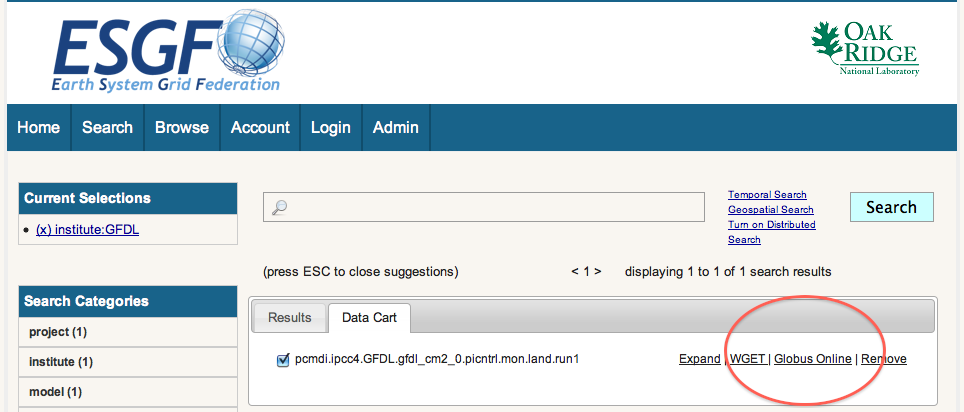 ESGF
Earth System Grid Federation
OAK
RIDGE
National Laboratory
Home Search Browse Account Login Admin
Current Selections
(x) institute:GFDL
Temporal Search
Geospatial Search
Turn on Distributed
Search
Search
(press ESC to close suggestions) < 1 > displaying 1 to 1 of 1 search results
Search Categories
project (1)
institute (1)
model (1)
Results Data Cart
pcmdi.ipcc4.GFDL.gfdl_cm2_0.picntrl.mon.land.run1 Expand | WGET | Globus Online | Remove